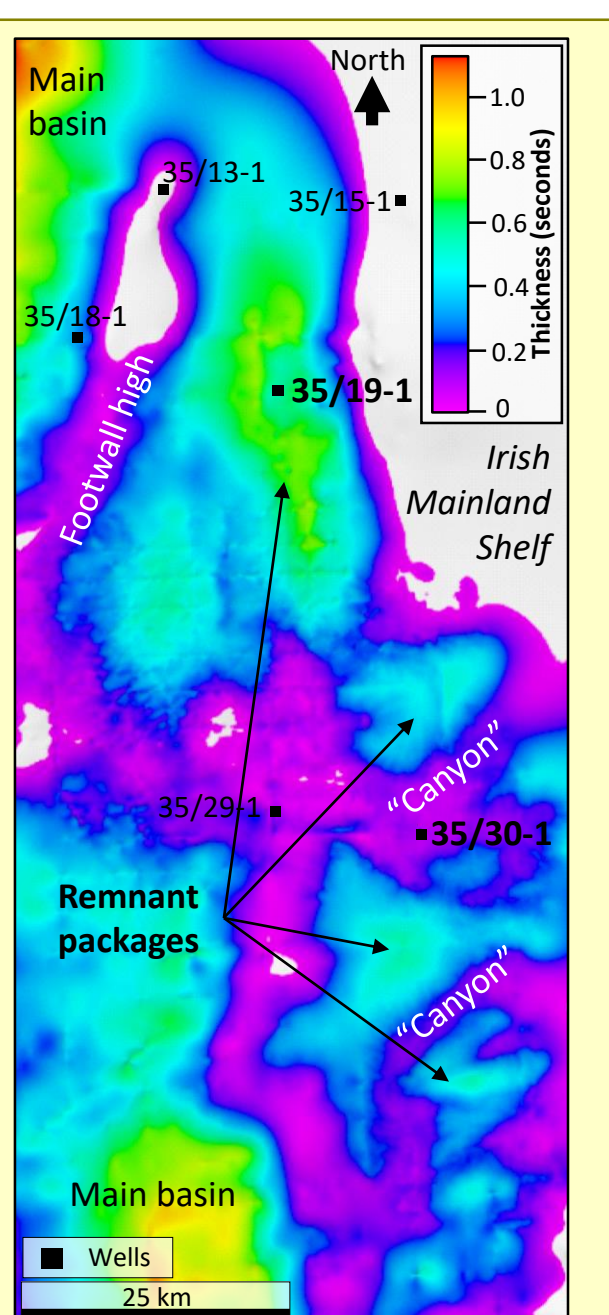 Main
basin
North
1.0
0.8
0.6
0.4
0.2
0
Thickness (seconds)
35/13-1
35/15-1
35/18-1
35/19-1
Footwall high
Irish
Mainland
Shelf
"Canyon"
35/29-1
35/30-1
Remnant
packages
"Canyon"
Main basin
Wells
25 km